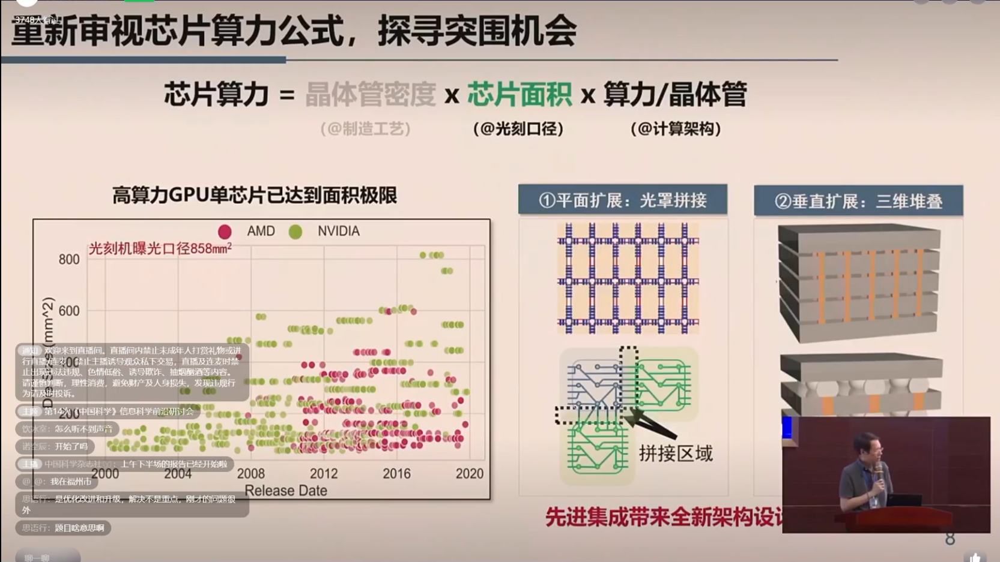 3748人看过
重新审视芯片算力公式，探寻突围机会
芯片算力 = 晶体管密度 x 芯片面积 x 算力/晶体管
（@制造工艺） （@光刻口径） （@计算架构）
高算力GPU单芯片已达到面积极限
AMD NVIDIA
光刻机曝光口径858mm²
800
600
200
2000 2004 2008 2012 2016 2020
Release Date
①平面扩展：光罩拼接
拼接区域
②垂直扩展：三维堆叠
先进集成带来全新架构设计
8
通知 欢迎来到直播间。直播间内禁止未成年人打赏礼物或进
行直播/连麦，禁止主播诱导观众私下交易，直播及连麦时禁
止出现违法违规、色情低俗、诱导欺诈、抽烟酗酒等内容。
请谨慎判断，理性消费，避免财产及人身损失，发现违规行
为请及时投诉。
主题 第14次《中国科学》信息科学前沿研讨会
饮冰室：怎么听不到声音
诺空辰：开始了吗
主播 中国科学杂志社：上午下半场的报告已经开始啦
@_@：我在福州市
思语行：是优化改进和升级，解决不是重点，刚才的问题很
外
思语行：题目啥意思啊
聊一聊